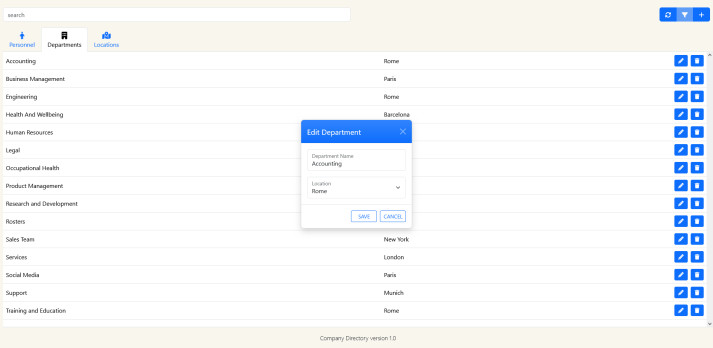 search
Personnel
Departments
Locations
Accounting Rome
Business Management Paris
Engineering Rome
Health And Wellbeing Barcelona
Human Resources
Legal
Occupational Health
Product Management
Research and Development
Rosters
Sales Team New York
Services London
Social Media Paris
Support Munich
Training and Education Rome
Edit Department
Department Name
Accounting
Location
Rome
SAVE CANCEL
Company Directory version 1.0